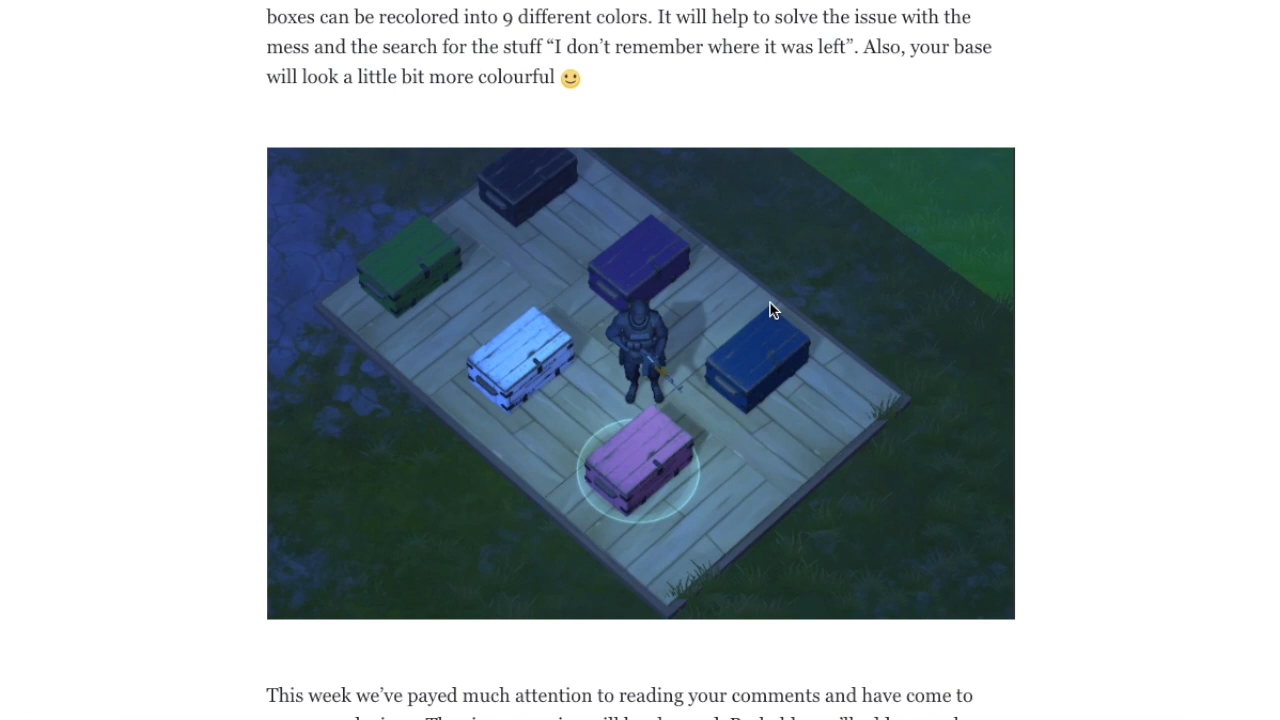 boxes can be recolored into 9 different colors. It will help to solve the issue with the
mess and the search for the stuff “I don’t remember where it was left”. Also, your base
will look a little bit more colourful 🙂
This week we’ve payed much attention to reading your comments and have come to